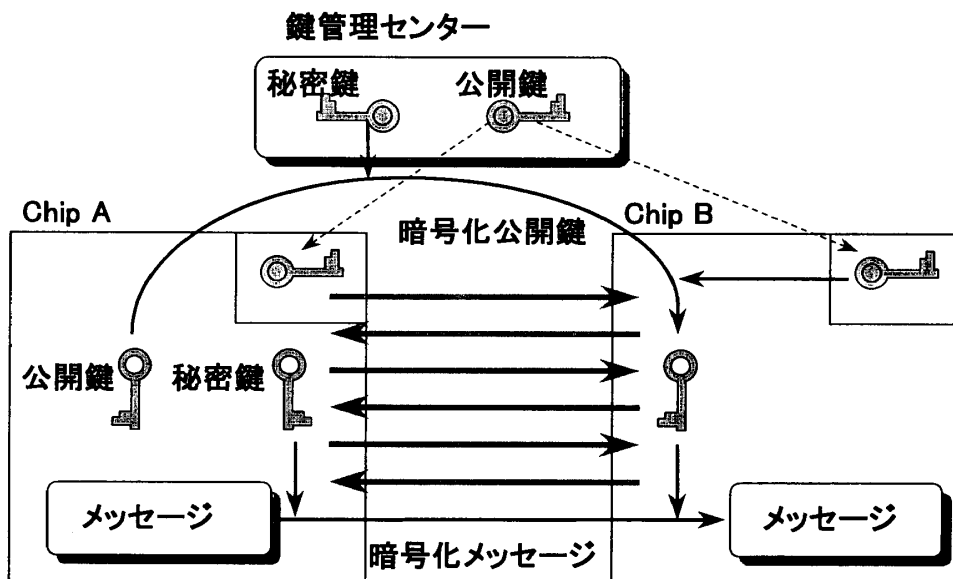 鍵管理センター
秘密鍵
公開鍵
Chip A
暗号化公開鍵
Chip B
公開鍵
秘密鍵
メッセージ
メッセージ
暗号化メッセージ